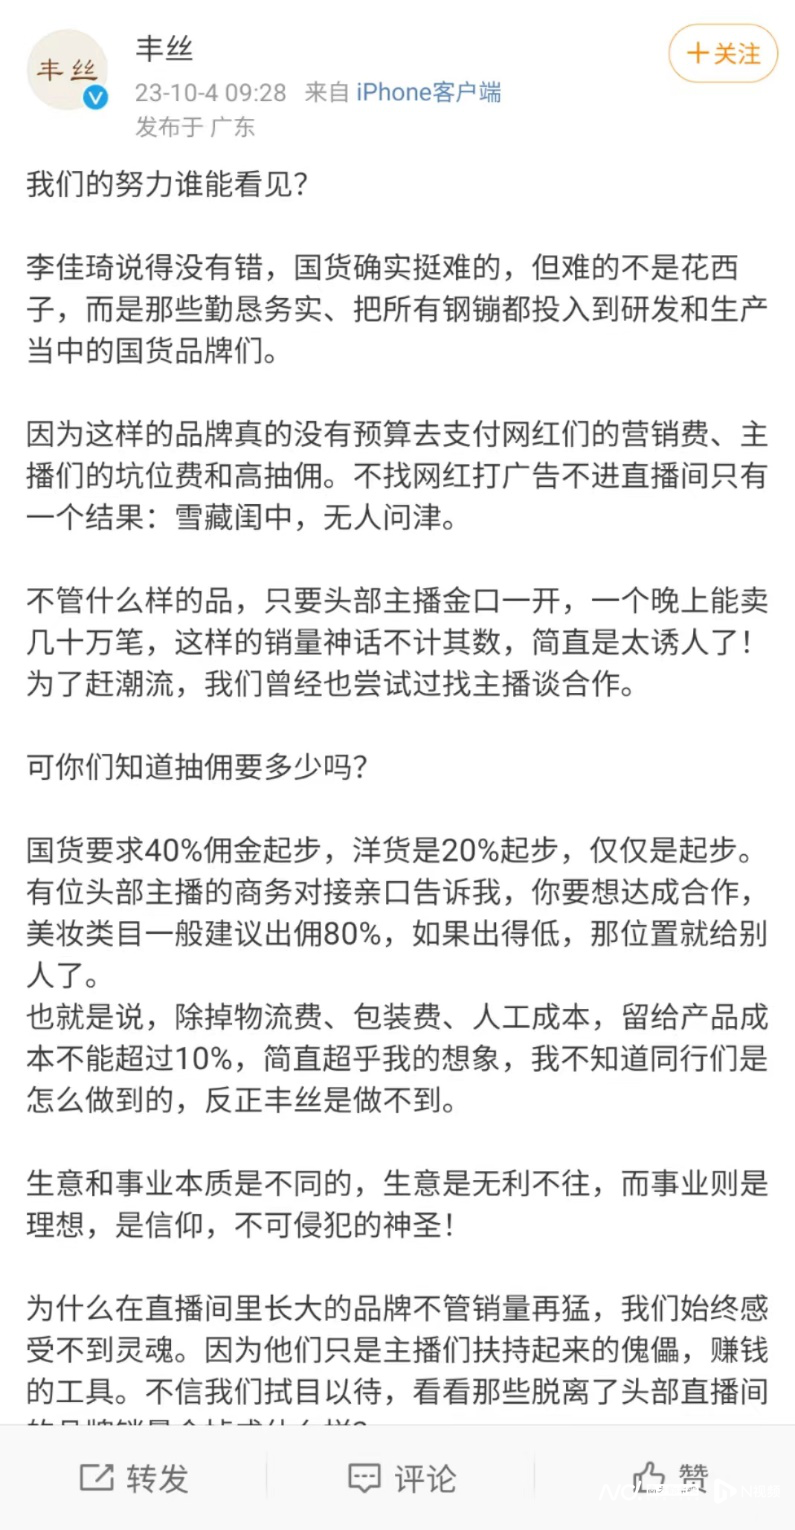 丰丝
丰丝
+关注
23-10-4 09:28 来自 iPhone客户端
发布于 广东
我们的努力谁能看见？
李佳琦说得没有错，国货确实挺难的，但难的不是花西
子，而是那些勤恳务实、把所有钢镚都投入到研发和生产
当中的国货品牌们。
因为这样的品牌真的没有预算去支付网红们的营销费、主
播们的坑位费和高抽佣。不找网红打广告不进直播间只有
一个结果：雪藏闺中，无人问津。
不管什么样的品，只要头部主播金口一开，一个晚上能卖
几十万笔，这样的销量神话不计其数，简直是太诱人了！
为了赶潮流，我们曾经也尝试过找主播谈合作。
可你们知道抽佣要多少吗？
国货要求40%佣金起步，洋货是20%起步，仅仅是起步。
有位头部主播的商务对接亲口告诉我，你要想达成合作，
美妆类目一般建议出佣80%，如果出得低，那位置就给别
人了。
也就是说，除掉物流费、包装费、人工成本，留给产品成
本不能超过10%，简直超乎我的想象，我不知道同行们是
怎么做到的，反正丰丝是做不到。
生意和事业本质是不同的，生意是无利不往，而事业则是
理想，是信仰，不可侵犯的神圣！
为什么在直播间里长大的品牌不管销量再猛，我们始终感
受不到灵魂。因为他们只是主播们扶持起来的傀儡，赚钱
的工具。不信我们拭目以待，看看那些脱离了头部直播间
转发
评论
赞